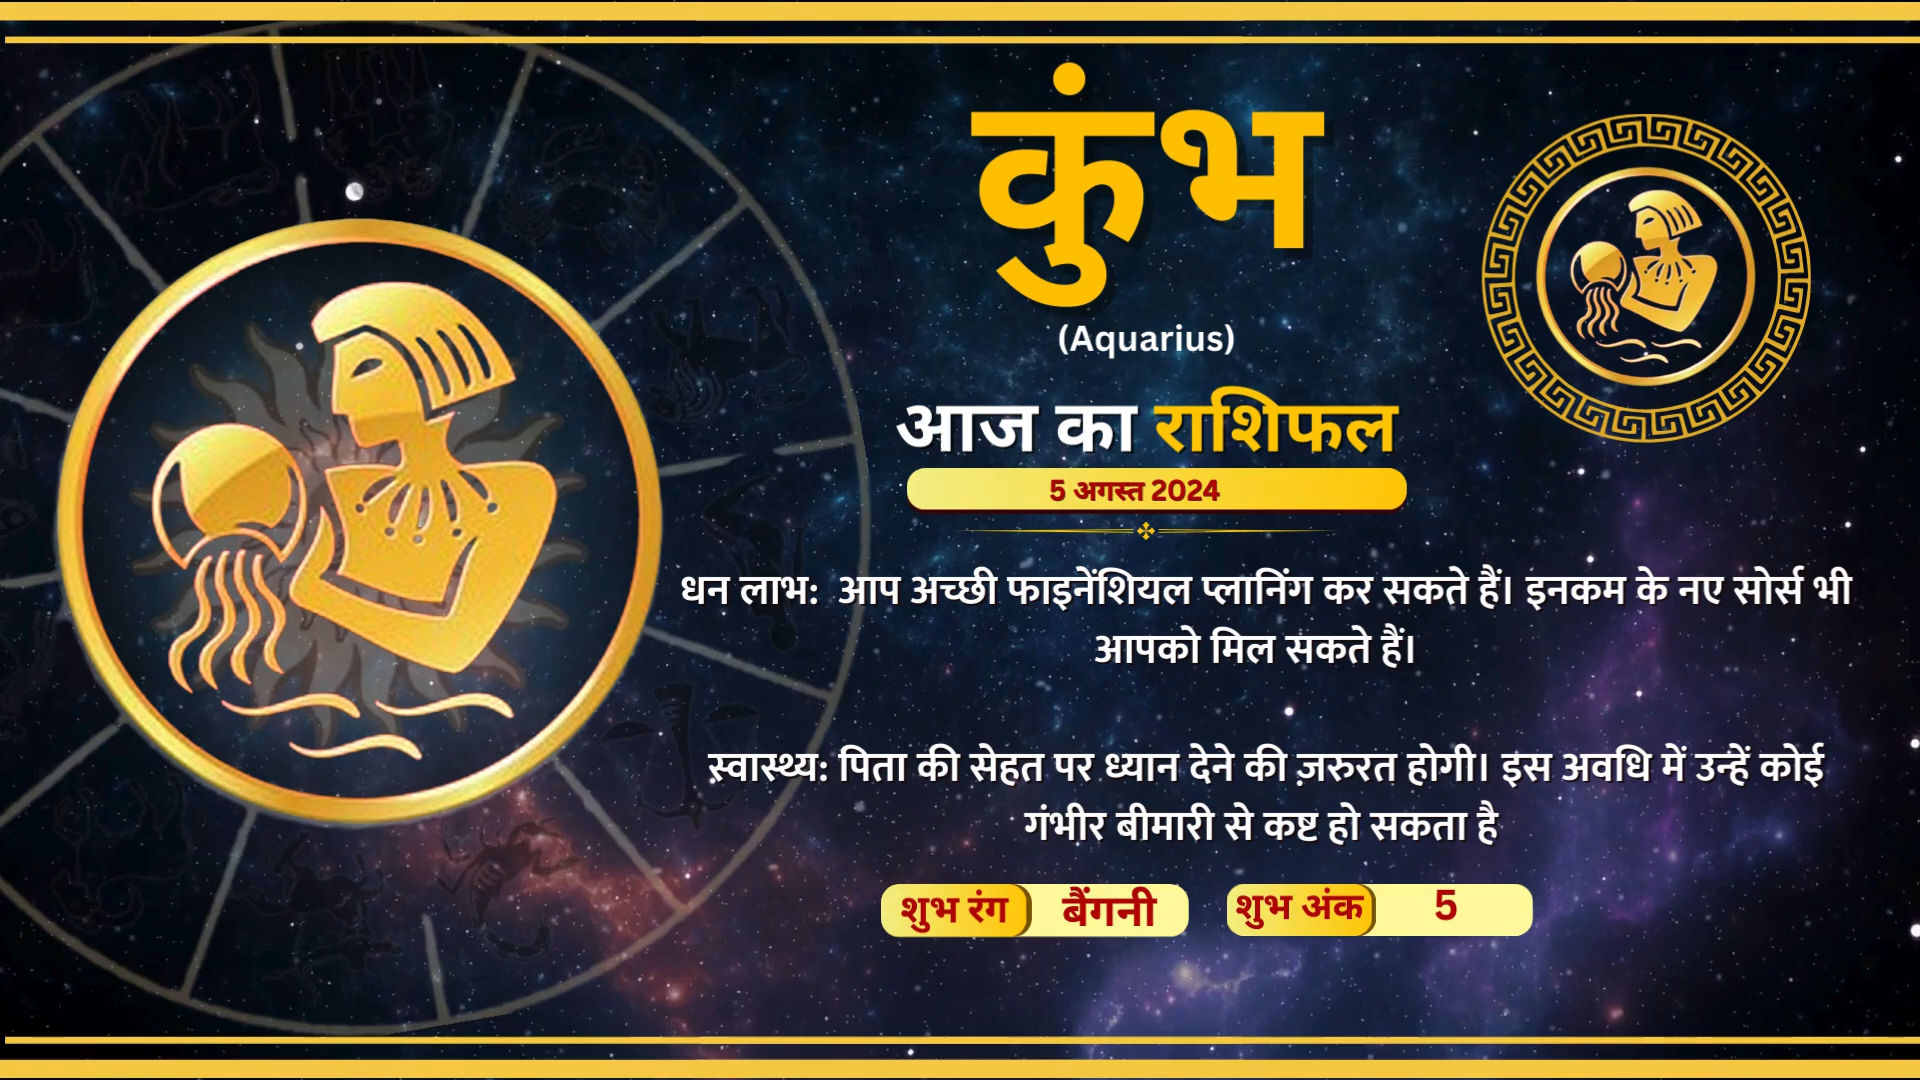 कुंभ
(Aquarius)
आज का राशिफल
5 अगस्त 2024
धन लाभ: आप अच्छी फाइनेंशियल प्लानिंग कर सकते हैं। इनकम के नए सोर्स भी
आपको मिल सकते हैं।
स्वास्थ्य: पिता की सेहत पर ध्यान देने की ज़रुरत होगी। इस अवधि में उन्हें कोई
गंभीर बीमारी से कष्ट हो सकता है
शुभ रंग बैंगनी शुभ अंक 5